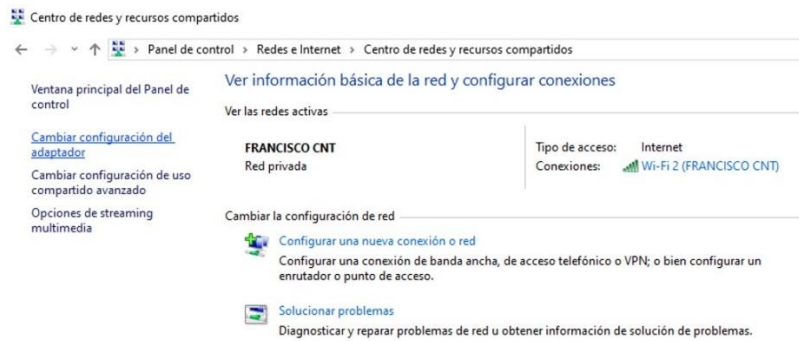 Centro de redes y recursos compartidos
Panel de control > Redes e Internet > Centro de redes y recursos compartidos
Ventana principal del Panel de
control
Cambiar configuración del
adaptador
Cambiar configuración de uso
compartido avanzado
Opciones de streaming
multimedia
Ver información básica de la red y configurar conexiones
Ver las redes activas
FRANCISCO CNT
Red privada
Tipo de acceso: Internet
Conexiones: Wi-Fi 2 (FRANCISCO CNT)
Cambiar la configuración de red
Configurar una nueva conexión o red
Configurar una conexión de banda ancha, de acceso telefónico o VPN; o bien configurar un
enrutador o punto de acceso.
Solucionar problemas
Diagnosticar y reparar problemas de red u obtener información de solución de problemas.